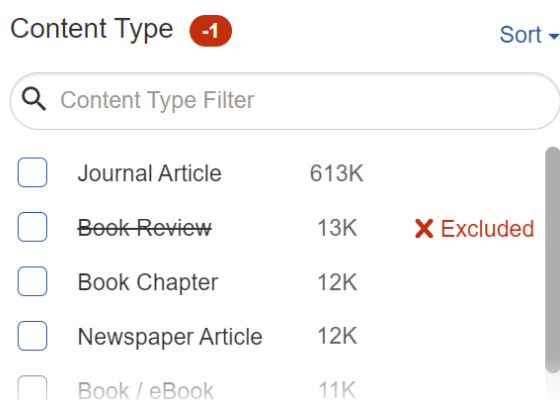 Content Type -1
Sort
Content Type Filter
Journal Article 613K
Book Review 13K Excluded
Book Chapter 12K
Newspaper Article 12K
Book / eBook 11K